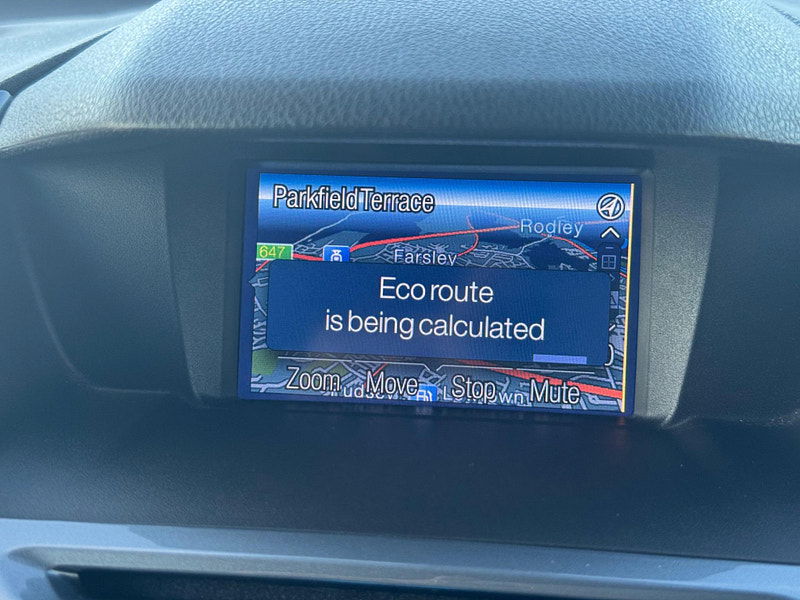 Parkfield Terrace
Rodley
647
Farsley
Eco route
is being calculated
Zoom Move Stop Mute